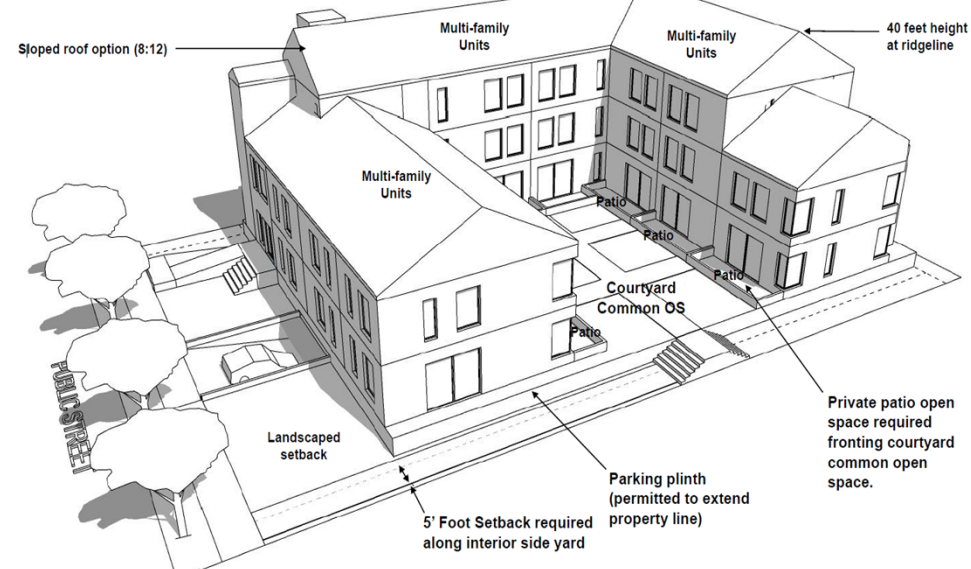 Multi-family
Units
Multi-family
Units
40 feet height
at ridgeline
Sloped roof option (8:12)
Multi-family
Units
Patio
Patio
Patio
Courtyard
Common OS
Patio
PUBLIC STREET
Landscaped
setback
Private patio open
space required
fronting courtyard
common open
space.
Parking plinth
(permitted to extend
property line)
5' Foot Setback required
along interior side yard